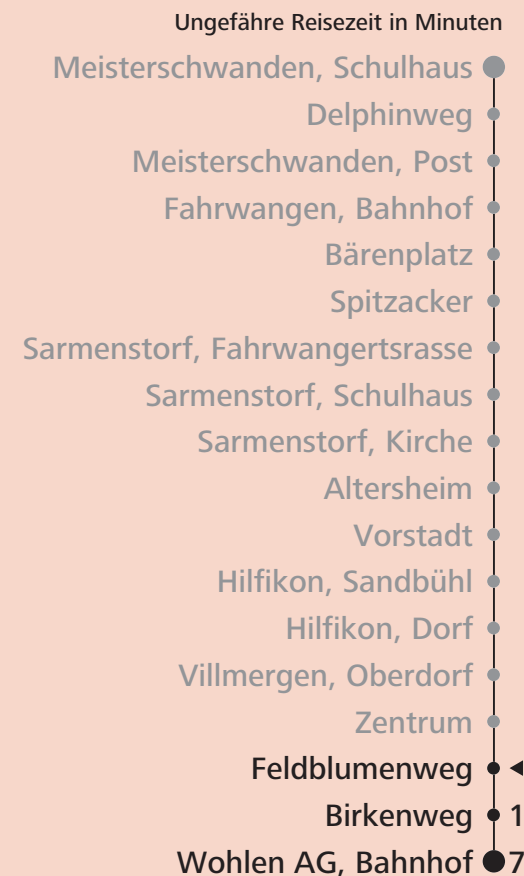 Ungefähre Reisezeit in Minuten
Meisterschwanden, Schulhaus
Delphinweg
Meisterschwanden, Post
Fahrwangen, Bahnhof
Bärenplatz
Spitzacker
Sarmenstorf, Fahrwangertsrasse
Sarmenstorf, Schulhaus
Sarmenstorf, Kirche
Altersheim
Vorstadt
Hilfikon, Sandbühl
Hilfikon, Dorf
Villmergen, Oberdorf
Zentrum
Feldblumenweg
Birkenweg 1
Wohlen AG, Bahnhof 7